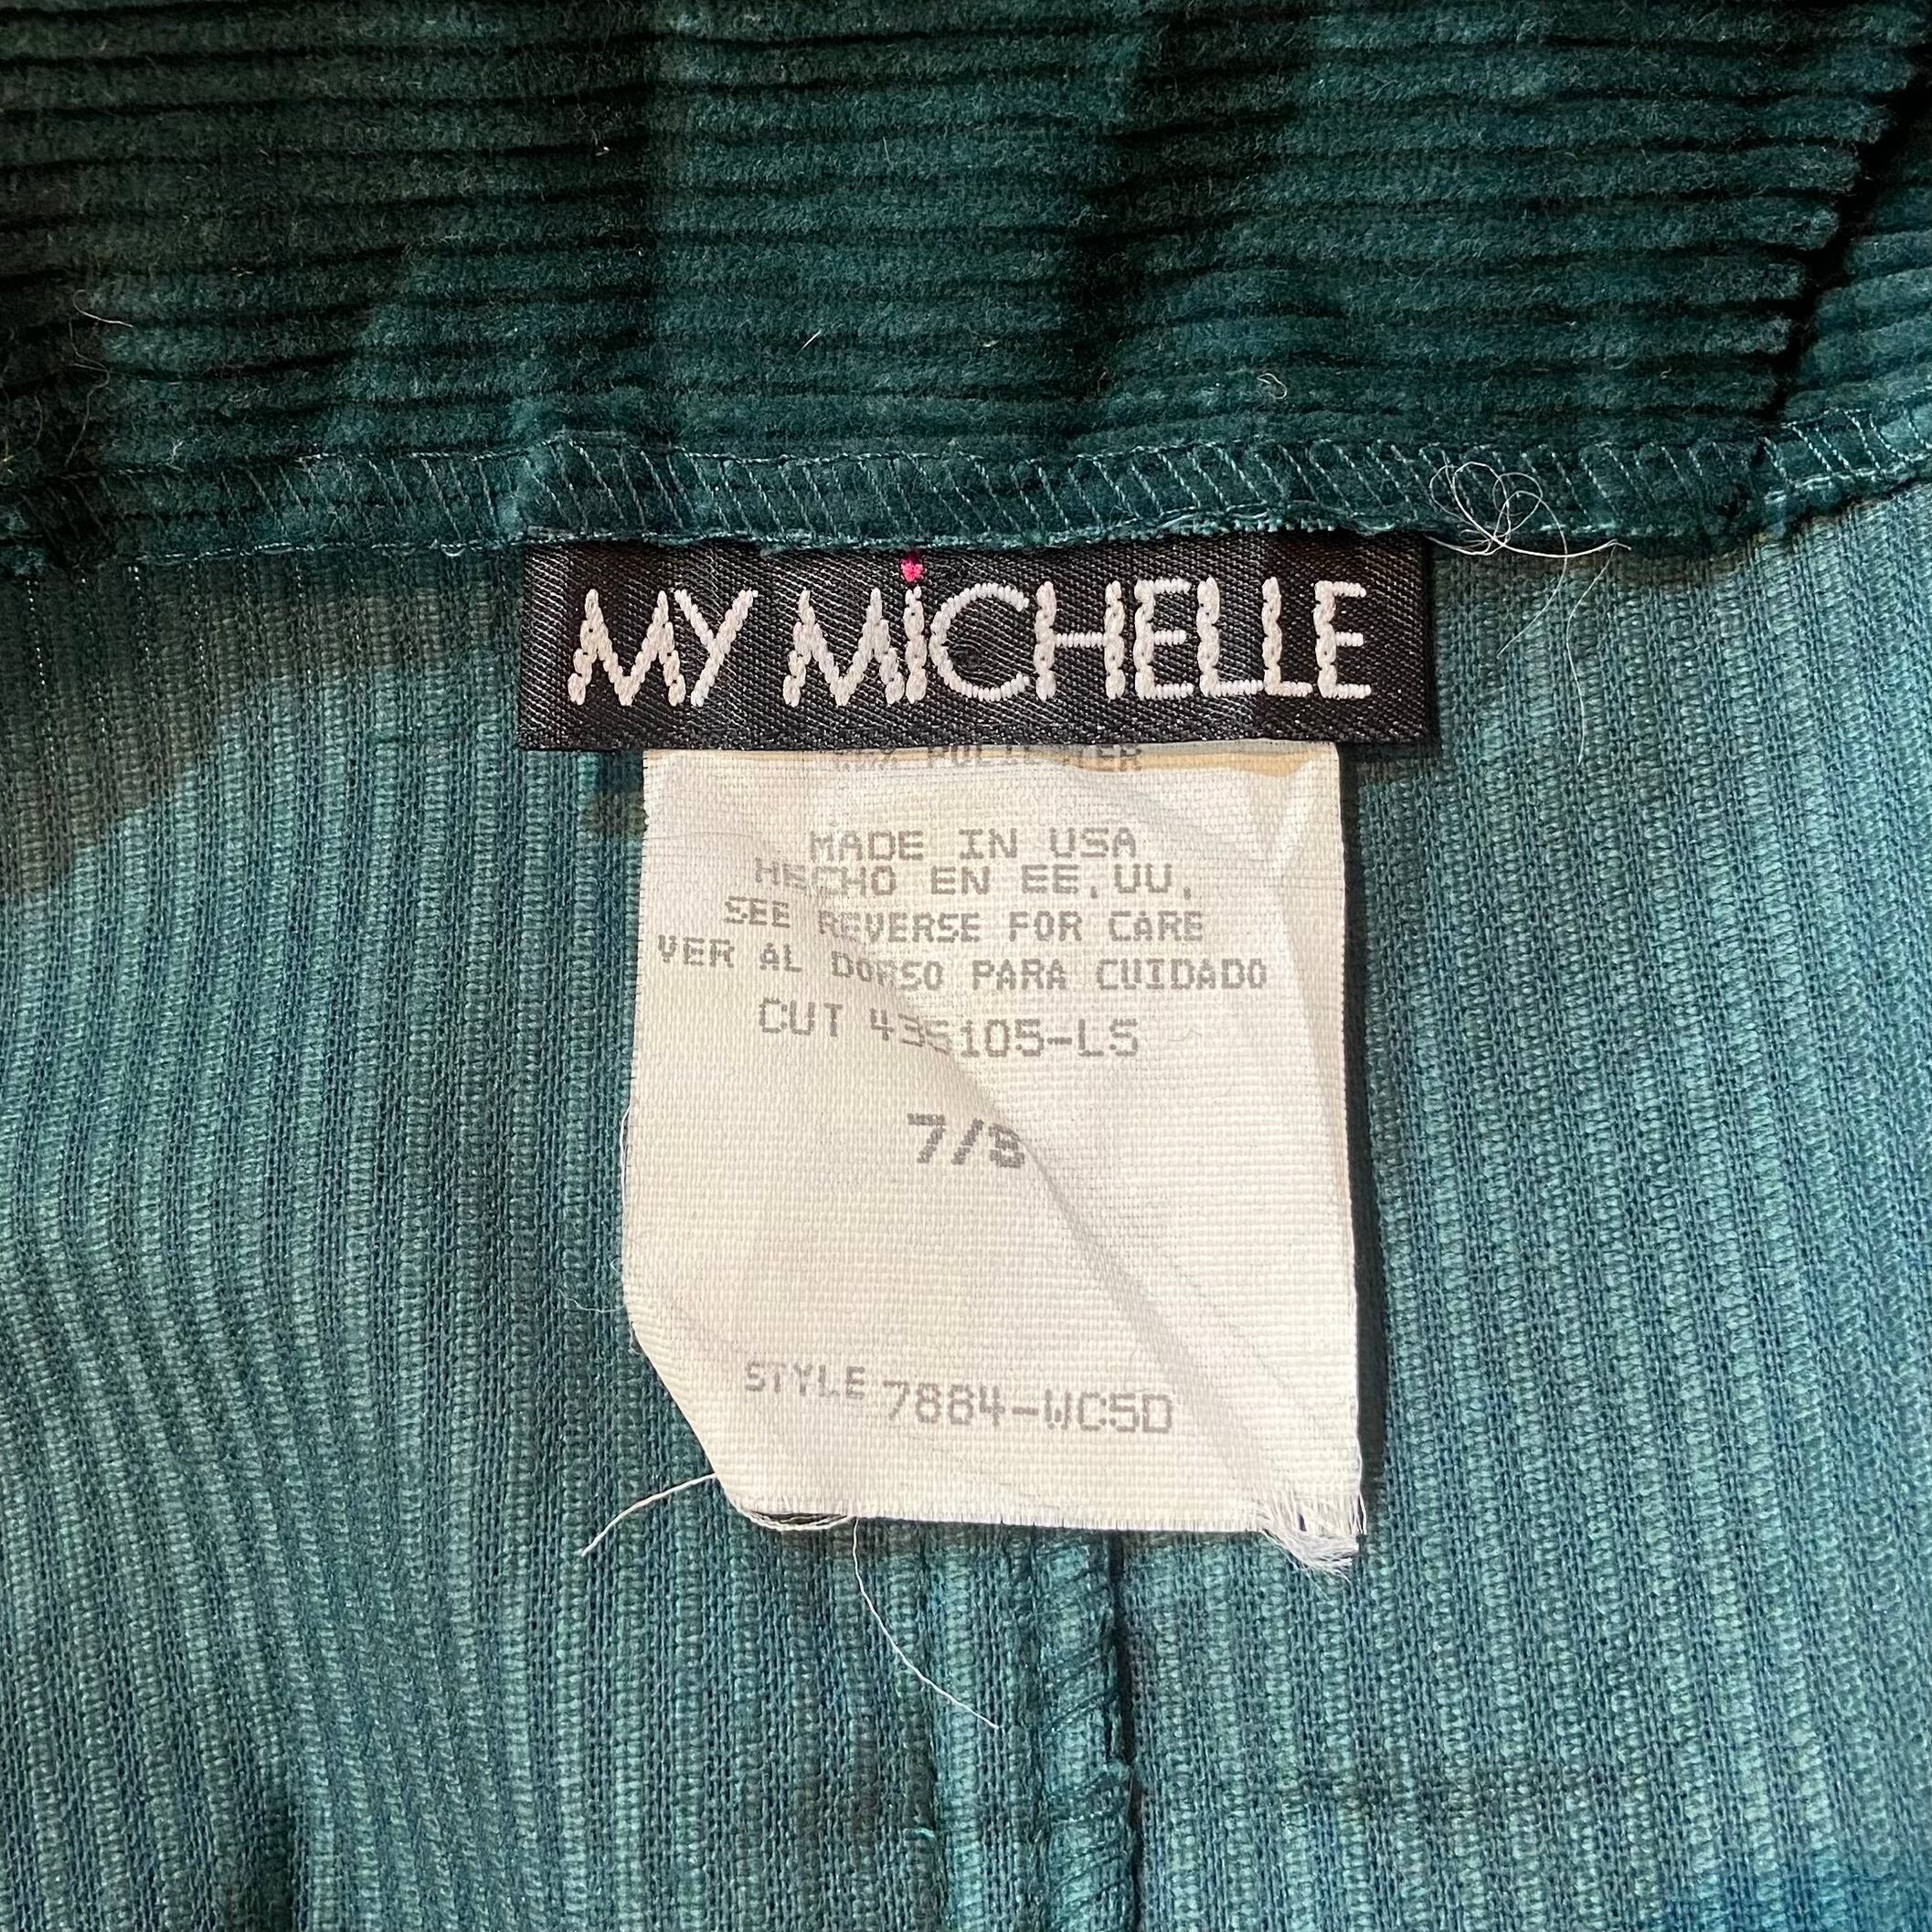 MY MiCHELLE
MADE IN USA
HECHO EN EE.UU.
SEE REVERSE FOR CARE
VER AL DORSO PARA CUIDADO
CUT 435105-LS
7/8
STYLE 7884-WC5D